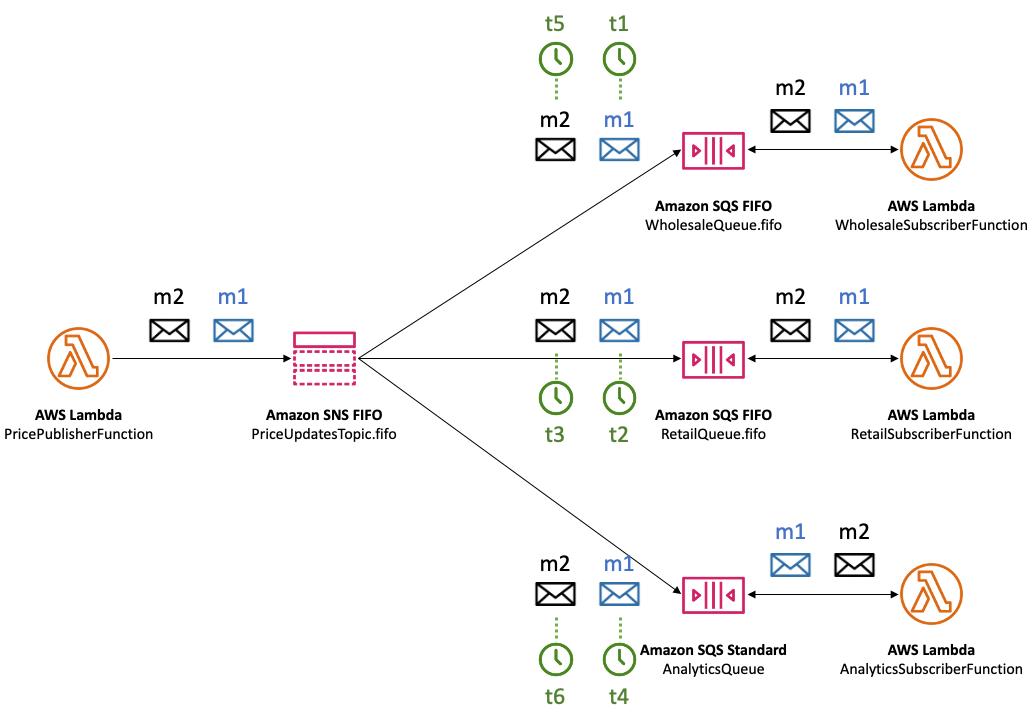 t5 t1
m2 m1
m2 m1
Amazon SQS FIFO
WholesaleQueue.fifo
AWS Lambda
WholesaleSubscriberFunction
m2 m1
AWS Lambda
PricePublisherFunction
Amazon SNS FIFO
PriceUpdatesTopic.fifo
m2 m1
t3 t2
m2 m1
Amazon SQS FIFO
RetailQueue.fifo
AWS Lambda
RetailSubscriberFunction
m2 m1
t6 t4
m1 m2
Amazon SQS Standard
AnalyticsQueue
AWS Lambda
AnalyticsSubscriberFunction